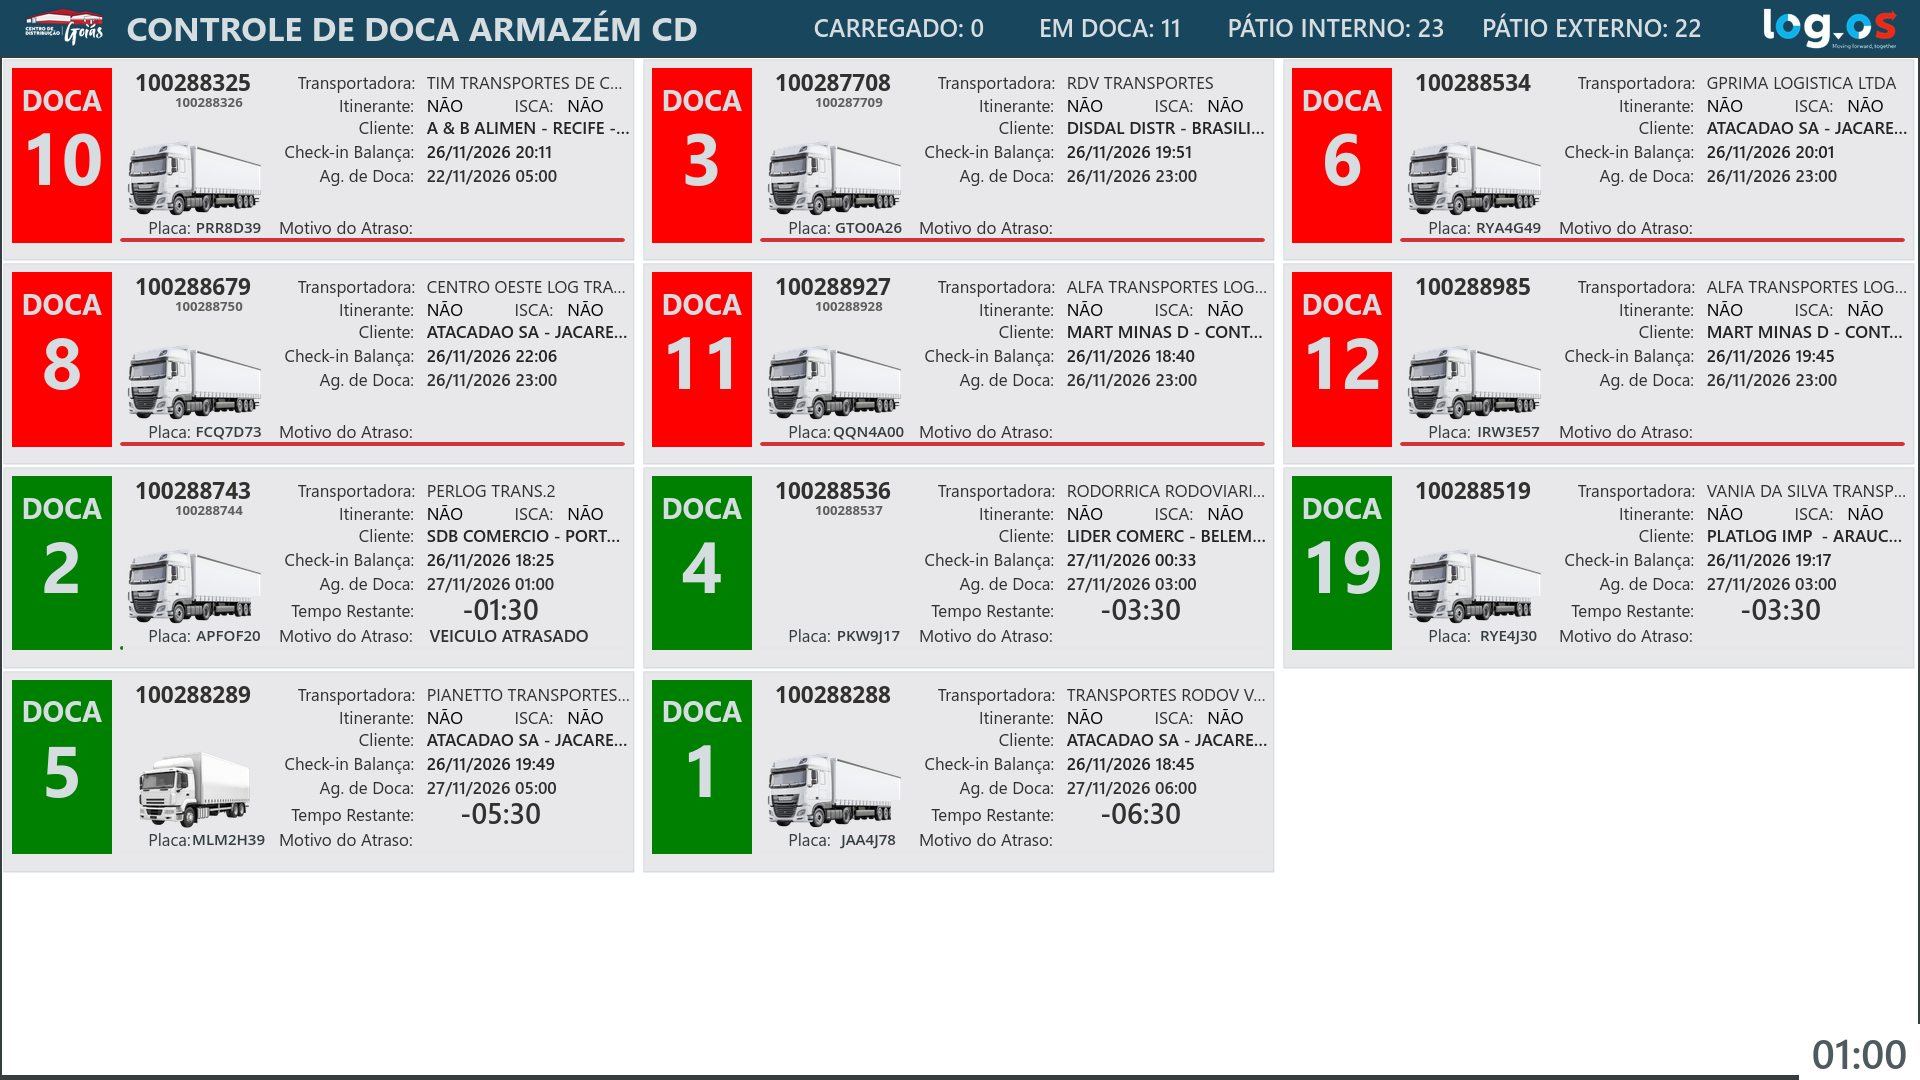 CENTRO DE DISTRIBUIÇÃO Goiás
CONTROLE DE DOCA ARMAZÉM CD
CARREGADO: 0
EM DOCA: 11
PÁTIO INTERNO: 23
PÁTIO EXTERNO: 22
log.os
Moving forward, together
DOCA
10
100288325
100288326
Transportadora: TIM TRANSPORTES DE C...
Itinerante: NÃO ISCA: NÃO
Cliente: A & B ALIMEN - RECIFE -...
Check-in Balança: 26/11/2026 20:11
Ag. de Doca: 22/11/2026 05:00
Placa: PRR8D39 Motivo do Atraso:
DOCA
3
100287708
100287709
Transportadora: RDV TRANSPORTES
Itinerante: NÃO ISCA: NÃO
Cliente: DISDAL DISTR - BRASILI...
Check-in Balança: 26/11/2026 19:51
Ag. de Doca: 26/11/2026 23:00
Placa: GTO0A26 Motivo do Atraso:
DOCA
6
100288534
Transportadora: GPRIMA LOGISTICA LTDA
Itinerante: NÃO ISCA: NÃO
Cliente: ATACADAO SA - JACARE...
Check-in Balança: 26/11/2026 20:01
Ag. de Doca: 26/11/2026 23:00
Placa: RYA4G49 Motivo do Atraso:
DOCA
8
100288679
100288750
Transportadora: CENTRO OESTE LOG TRA...
Itinerante: NÃO ISCA: NÃO
Cliente: ATACADAO SA - JACARE...
Check-in Balança: 26/11/2026 22:06
Ag. de Doca: 26/11/2026 23:00
Placa: FCQ7D73 Motivo do Atraso:
DOCA
11
100288927
100288928
Transportadora: ALFA TRANSPORTES LOG...
Itinerante: NÃO ISCA: NÃO
Cliente: MART MINAS D - CONT...
Check-in Balança: 26/11/2026 18:40
Ag. de Doca: 26/11/2026 23:00
Placa: QQN4A00 Motivo do Atraso:
DOCA
12
100288985
Transportadora: ALFA TRANSPORTES LOG...
Itinerante: NÃO ISCA: NÃO
Cliente: MART MINAS D - CONT...
Check-in Balança: 26/11/2026 19:45
Ag. de Doca: 26/11/2026 23:00
Placa: IRW3E57 Motivo do Atraso:
DOCA
2
100288743
100288744
Transportadora: PERLOG TRANS.2
Itinerante: NÃO ISCA: NÃO
Cliente: SDB COMERCIO - PORT...
Check-in Balança: 26/11/2026 18:25
Ag. de Doca: 27/11/2026 01:00
Tempo Restante: -01:30
Placa: APFOF20 Motivo do Atraso: VEICULO ATRASADO
DOCA
4
100288536
100288537
Transportadora: RODORRICA RODOVIARI...
Itinerante: NÃO ISCA: NÃO
Cliente: LIDER COMERC - BELEM...
Check-in Balança: 27/11/2026 00:33
Ag. de Doca: 27/11/2026 03:00
Tempo Restante: -03:30
Placa: PKW9J17 Motivo do Atraso:
DOCA
19
100288519
Transportadora: VANIA DA SILVA TRANSP...
Itinerante: NÃO ISCA: NÃO
Cliente: PLATLOG IMP - ARAUC...
Check-in Balança: 26/11/2026 19:17
Ag. de Doca: 27/11/2026 03:00
Tempo Restante: -03:30
Placa: RYE4J30 Motivo do Atraso:
DOCA
5
100288289
Transportadora: PIANETTO TRANSPORTES...
Itinerante: NÃO ISCA: NÃO
Cliente: ATACADAO SA - JACARE...
Check-in Balança: 26/11/2026 19:49
Ag. de Doca: 27/11/2026 05:00
Tempo Restante: -05:30
Placa: MLM2H39 Motivo do Atraso:
DOCA
1
100288288
Transportadora: TRANSPORTES RODOV V...
Itinerante: NÃO ISCA: NÃO
Cliente: ATACADAO SA - JACARE...
Check-in Balança: 26/11/2026 18:45
Ag. de Doca: 27/11/2026 06:00
Tempo Restante: -06:30
Placa: JAA4J78 Motivo do Atraso:
01:00